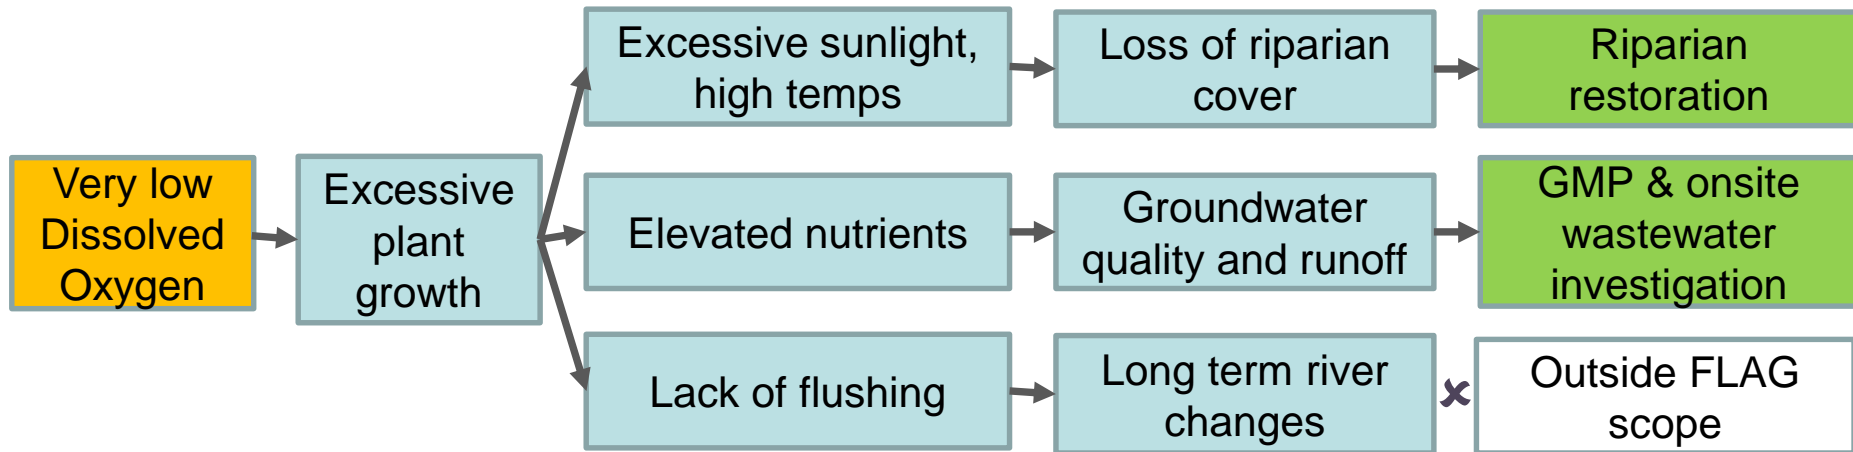 Very low
Dissolved
Oxygen
Excessive
plant
growth
Excessive sunlight,
high temps
Loss of riparian
cover
Riparian
restoration
Elevated nutrients
Groundwater
quality and runoff
GMP & onsite
wastewater
investigation
Lack of flushing
Long term river
changes
Outside FLAG
scope